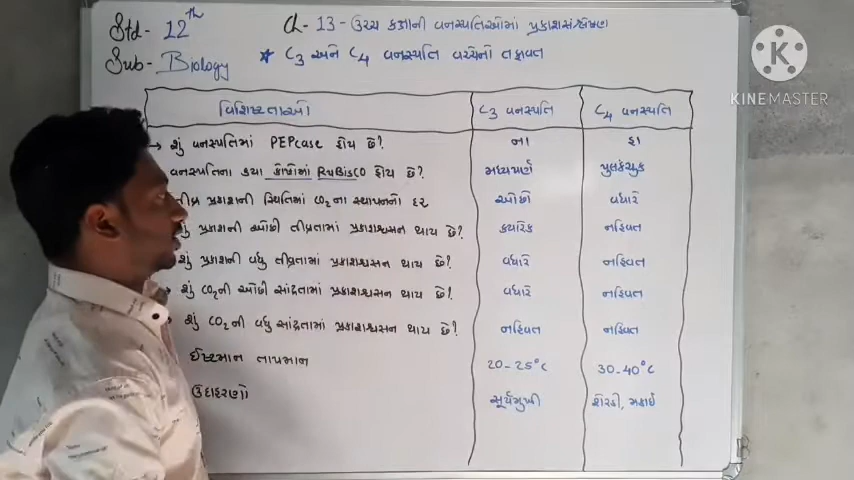 Std- 12th
Ch - 13 - ઉચ્ચ કક્ષાની વનસ્પતિઓમાં પ્રકાશસંશ્લેષણ
Sub- Biology
* C3 અને C4 વનસ્પતિ વચ્ચેનો તફાવત
વિશિષ્ટતાઓ C3 વનસ્પતિ C4 વનસ્પતિ
→ શું વનસ્પતિમાં PEPcase હોય છે? ના હા
વનસ્પતિના કયા કોષોમાં RuBisCO હોય છે? મધ્યપર્ણ પુલકંચુક
તીવ્ર પ્રકાશની સ્થિતિમાં CO2 ના સ્થાપનનો દર ઓછો વધારે
શું પ્રકાશની ઓછી તીવ્રતામાં પ્રકાશશ્વસન થાય છે? કયારેક નહિવત
શું પ્રકાશની વધુ તીવ્રતામાં પ્રકાશશ્વસન થાય છે? વધારે નહિવત
શું CO2ની ઓછી સાંદ્રતામાં પ્રકાશશ્વસન થાય છે? વધારે નહિવત
શું CO2ની વધુ સાંદ્રતામાં પ્રકાશશ્વસન થાય છે? નહિવત નહિવત
ઈષ્ટમાન તાપમાન 20-25°C 30-40°C
ઉદાહરણો સૂર્યમુખી શેરડી, મકાઈ
KINEMASTER